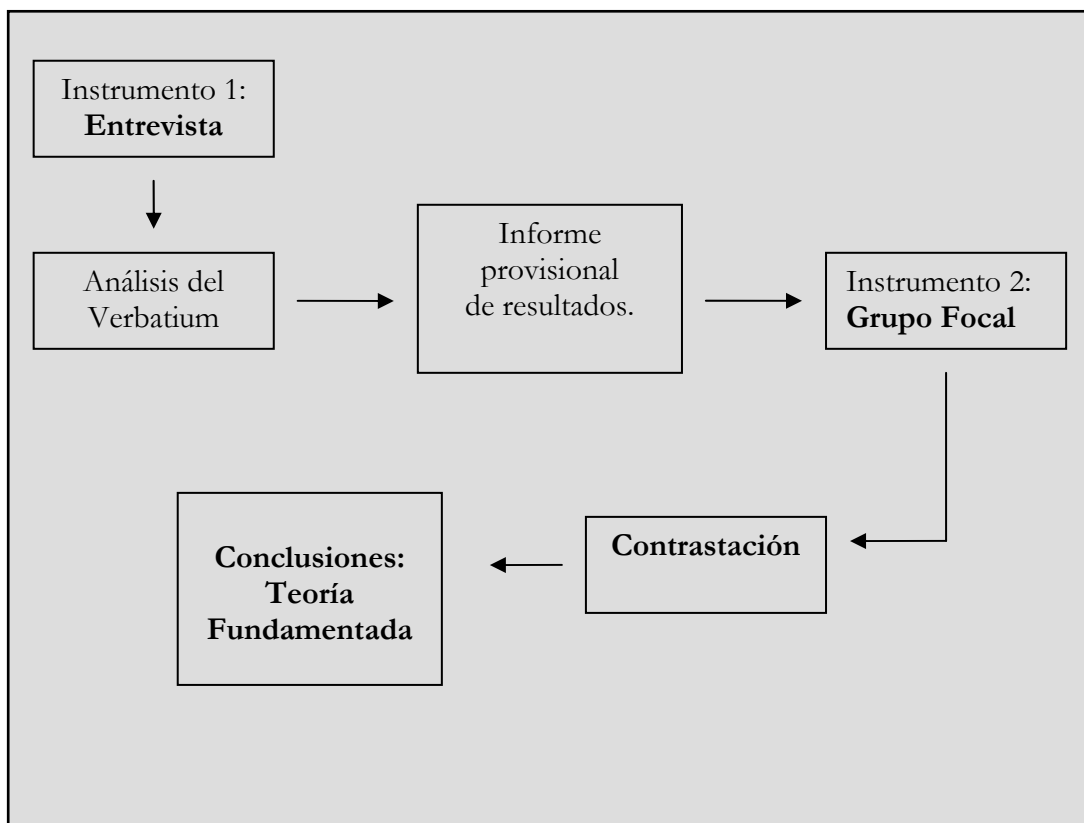 Instrumento 1:
Entrevista
Análisis del
Verbatium
Informe
provisional
de resultados.
Instrumento 2:
Grupo Focal
Contrastación
Conclusiones:
Teoría
Fundamentada